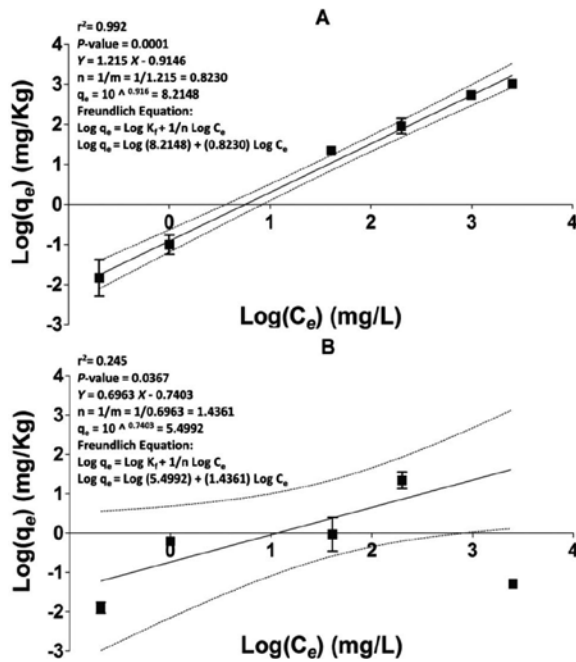 A
r²= 0.992
P-value = 0.0001
Y = 1.215 X - 0.9146
n = 1/m = 1/1.215 = 0.8230
qe = 10 ^ 0.916 = 8.2148
Freundlich Equation:
Log qe = Log Kf + 1/n Log Ce
Log qe = Log (8.2148) + (0.8230) Log Ce
4
3
2
1
0
-1
-2
-3
Log(qe) (mg/Kg)
0 1 2 3 4
Log(Ce) (mg/L)
B
r²= 0.245
P-value = 0.0367
Y = 0.6963 X - 0.7403
n = 1/m = 1/0.6963 = 1.4361
qe = 10 ^ 0.7403 = 5.4992
Freundlich Equation:
Log qe = Log Kf + 1/n Log Ce
Log qe = Log (5.4992) + (1.4361) Log Ce
4
3
2
1
0
-1
-2
-3
Log(qe) (mg/Kg)
0 1 2 3 4
Log(Ce) (mg/L)